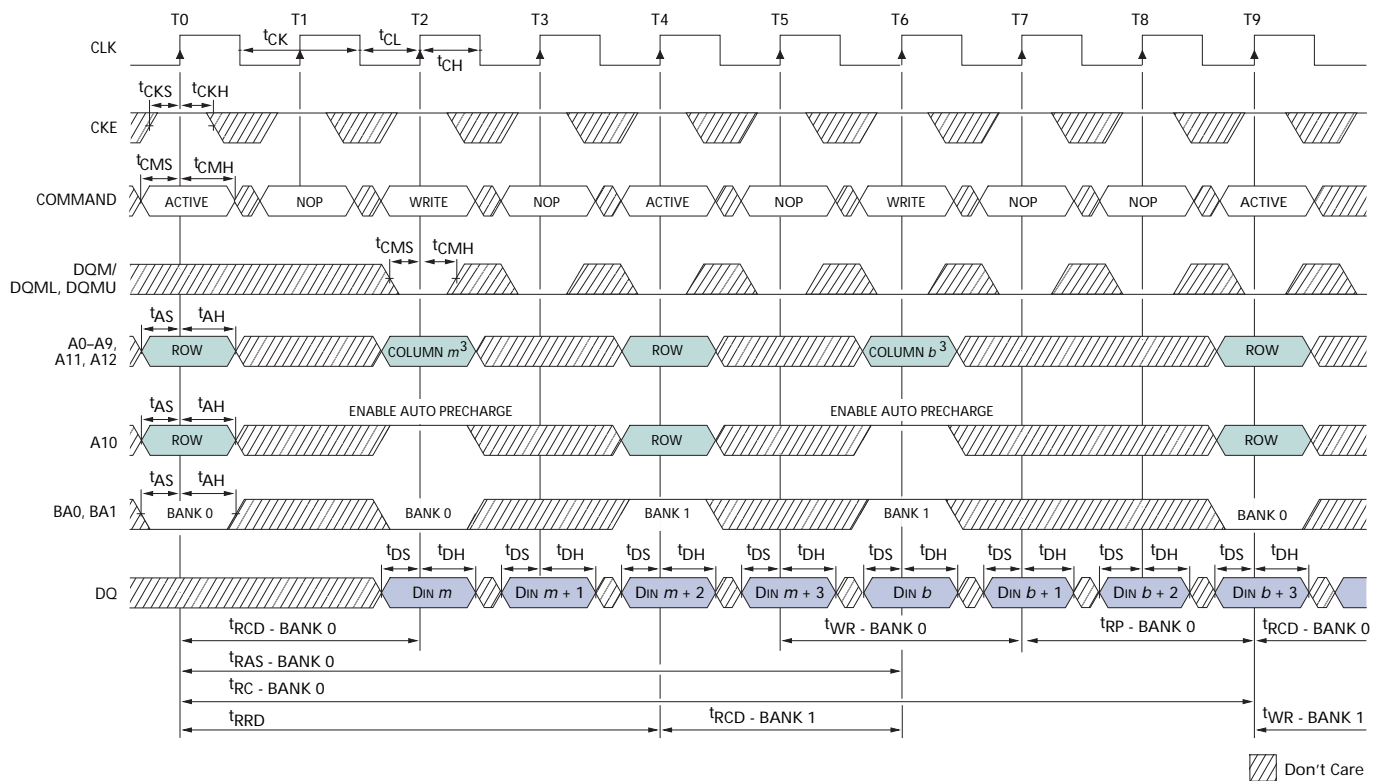 T0 T1 T2 T3 T4 T5 T6 T7 T8 T9
CLK tCK tCL tCH
tCKS tCKH
CKE
tCMS tCMH
COMMAND ACTIVE NOP WRITE NOP ACTIVE NOP WRITE NOP NOP ACTIVE
tCMS tCMH
DQM/
DQML, DQMU
tAS tAH
A0–A9,
A11, A12
ROW COLUMN m3 ROW COLUMN b3 ROW
tAS tAH ENABLE AUTO PRECHARGE ENABLE AUTO PRECHARGE
A10 ROW ROW ROW
tAS tAH
BA0, BA1 BANK 0 BANK 0 BANK 1 BANK 1 BANK 0
tDS tDH tDS tDH tDS tDH tDS tDH tDS tDH tDS tDH tDS tDH tDS tDH
DQ DIN m DIN m + 1 DIN m + 2 DIN m + 3 DIN b DIN b + 1 DIN b + 2 DIN b + 3
tRCD - BANK 0 tWR - BANK 0 tRP - BANK 0 tRCD - BANK 0
tRAS - BANK 0
tRC - BANK 0
tRRD tRCD - BANK 1 tWR - BANK 1
Don't Care